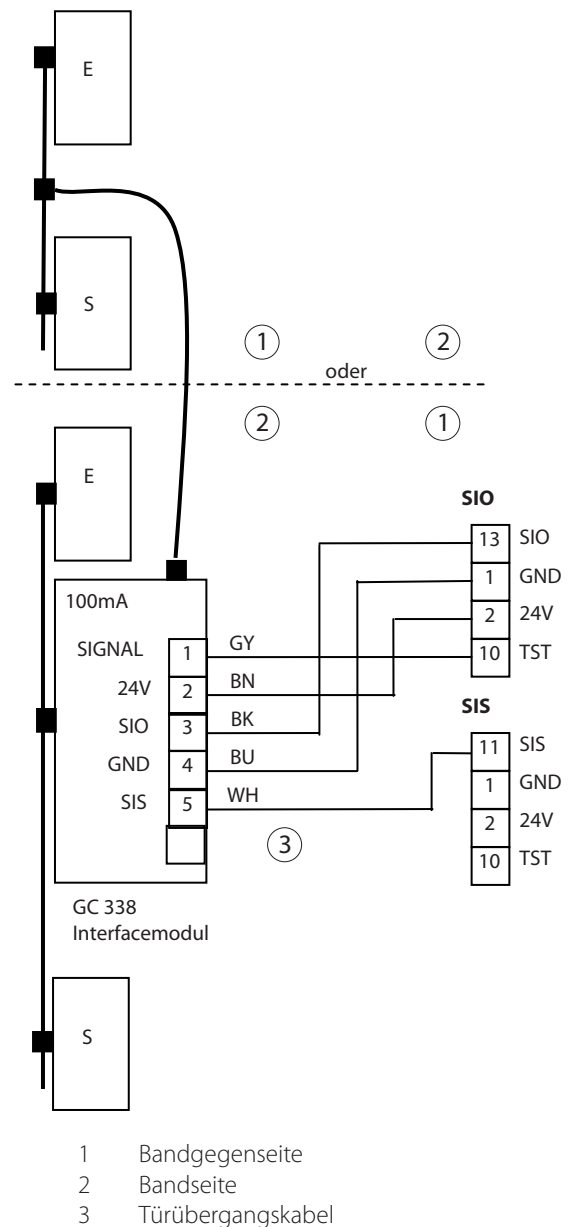 E
S
1 2
oder
2 1
E
SIO
13 SIO
1 GND
2 24V
10 TST
100mA
SIGNAL 1 GY
24V 2 BN
SIO 3 BK
GND 4 BU
SIS 5 WH
3
SIS
11 SIS
1 GND
2 24V
10 TST
GC 338
Interfacemodul
S
1 Bandgegenseite
2 Bandseite
3 Türübergangskabel